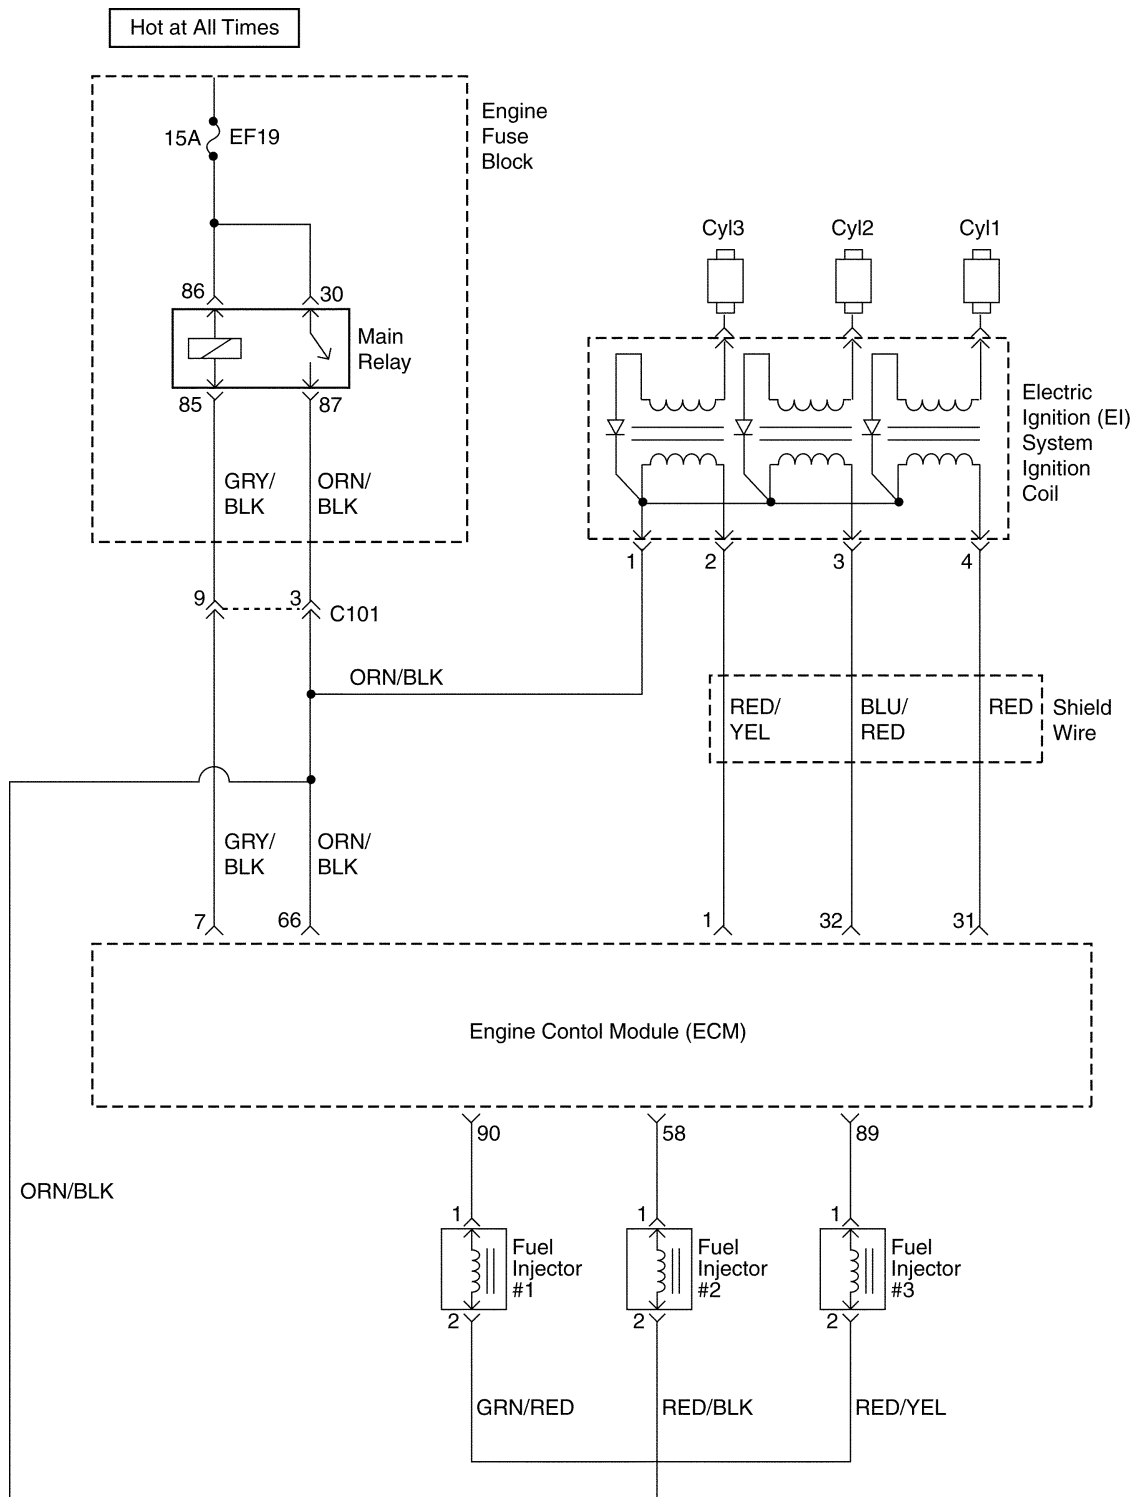 Hot at All Times
Engine
Fuse
Block
15A
EF19
Cyl3
Cyl2
Cyl1
86
30
Main
Relay
85
87
Electric
Ignition (EI)
System
Ignition
Coil
GRY/
BLK
ORN/
BLK
1
2
3
4
9
3
C101
ORN/BLK
RED/
YEL
BLU/
RED
RED
Shield
Wire
GRY/
BLK
ORN/
BLK
7
66
1
32
31
Engine Contol Module (ECM)
90
58
89
ORN/BLK
1
1
1
Fuel
Injector
#1
Fuel
Injector
#2
Fuel
Injector
#3
2
2
2
GRN/RED
RED/BLK
RED/YEL